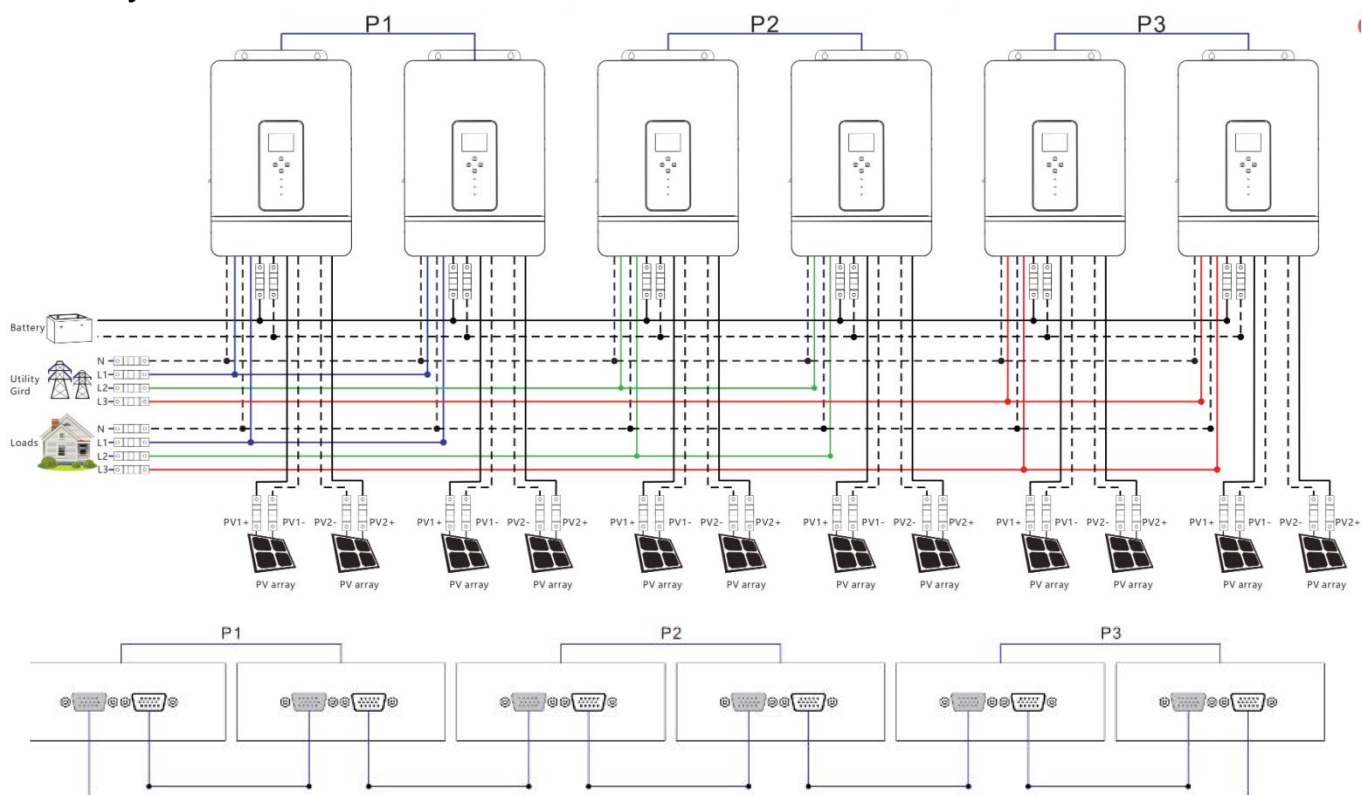 P1 P2 P3
Battery
N
L1
Utility Gird
L2
L3
N
Loads
L1
L2
L3
PV1+ PV1- PV2- PV2+ PV1+ PV1- PV2- PV2+ PV1+ PV1- PV2- PV2+ PV1+ PV1- PV2- PV2+ PV1+ PV1- PV2- PV2+ PV1+ PV1- PV2- PV2+
PV array PV array PV array PV array PV array PV array PV array PV array PV array PV array PV array PV array
P1 P2 P3